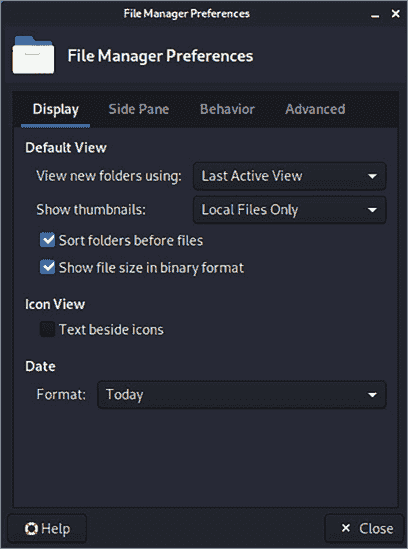 File Manager Preferences
File Manager Preferences
Display Side Pane Behavior Advanced
Default View
View new folders using: Last Active View
Show thumbnails: Local Files Only
Sort folders before files
Show file size in binary format
Icon View
Text beside icons
Date
Format: Today
Help Close